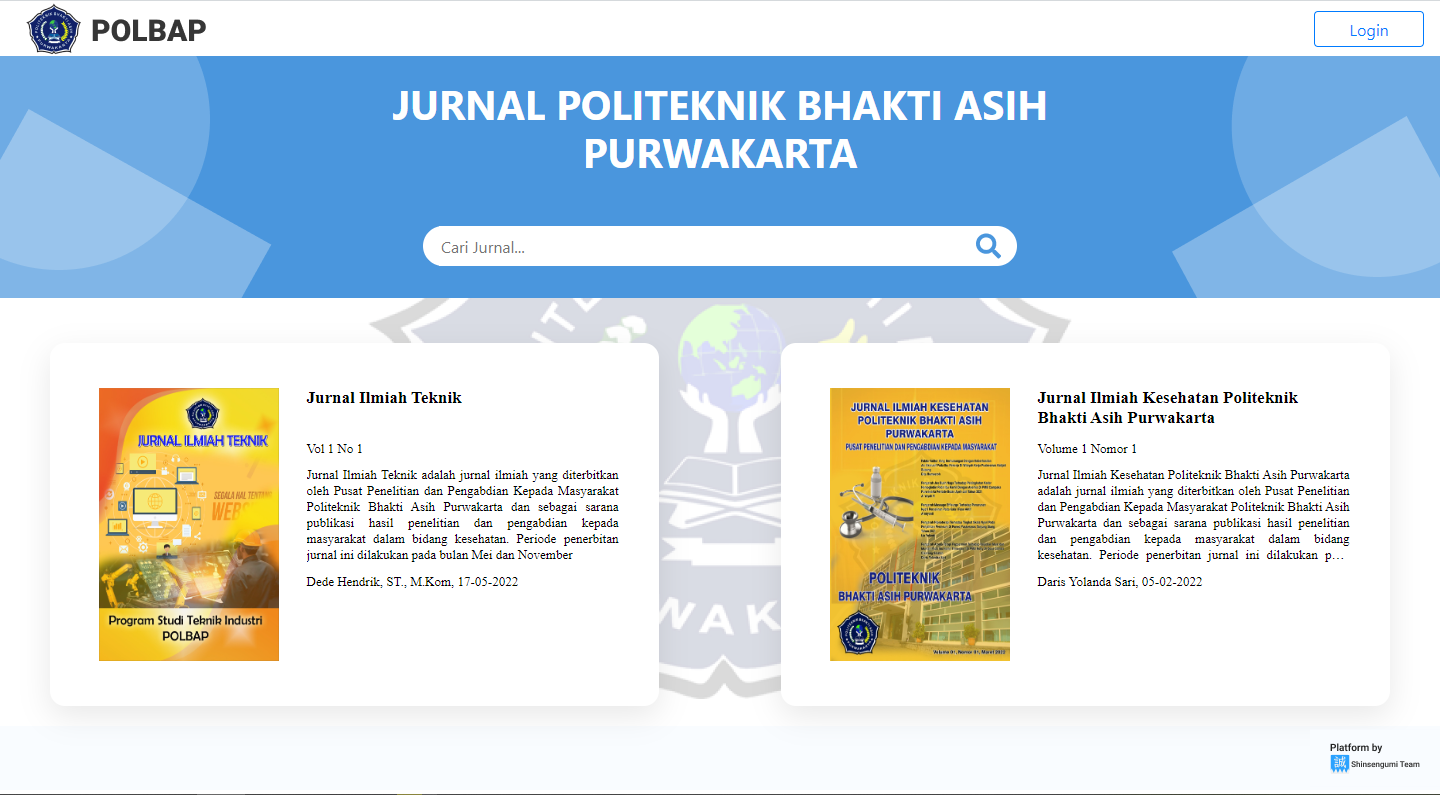 POLBAP
Login
JURNAL POLITEKNIK BHAKTI ASIH
PURWAKARTA
Cari Jurnal...
JURNAL ILMIAH TEKNIK
SEGALA HAL TENTANG
WEBS
Program Studi Teknik Industri
POLBAP
Jurnal Ilmiah Teknik
Vol 1 No 1
Jurnal Ilmiah Teknik adalah jurnal ilmiah yang diterbitkan
oleh Pusat Penelitian dan Pengabdian Kepada Masyarakat
Politeknik Bhakti Asih Purwakarta dan sebagai sarana
publikasi hasil penelitian dan pengabdian kepada
masyarakat dalam bidang kesehatan. Periode penerbitan
jurnal ini dilakukan pada bulan Mei dan November
Dede Hendrik, ST., M.Kom, 17-05-2022
JURNAL ILMIAH KESEHATAN
POLITEKNIK BHAKTI ASIH
PURWAKARTA
PUSAT PENELITIAN DAN PENGABDIAN KEPADA MASYARAKAT
POLITEKNIK
BHAKTI ASIH PURWAKARTA
Volume 01, Nomor 01, Maret 2022
Jurnal Ilmiah Kesehatan Politeknik
Bhakti Asih Purwakarta
Volume 1 Nomor 1
Jurnal Ilmiah Kesehatan Politeknik Bhakti Asih Purwakarta
adalah jurnal ilmiah yang diterbitkan oleh Pusat Penelitian
dan Pengabdian Kepada Masyarakat Politeknik Bhakti Asih
Purwakarta dan sebagai sarana publikasi hasil penelitian
dan pengabdian kepada masyarakat dalam bidang
kesehatan. Periode penerbitan jurnal ini dilakukan p...
Daris Yolanda Sari, 05-02-2022
Platform by
誠 Shinsengumi Team